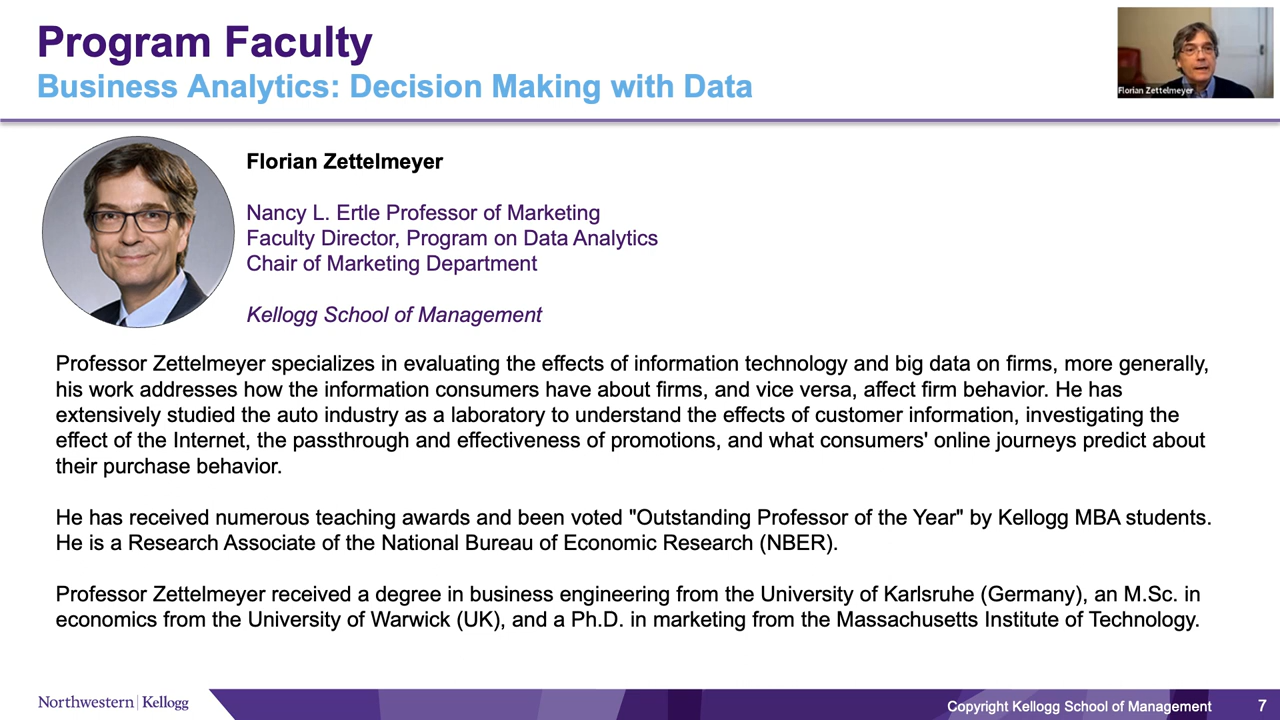 Program Faculty
Business Analytics: Decision Making with Data
Florian Zettelmeyer
Florian Zettelmeyer
Nancy L. Ertle Professor of Marketing
Faculty Director, Program on Data Analytics
Chair of Marketing Department
Kellogg School of Management
Professor Zettelmeyer specializes in evaluating the effects of information technology and big data on firms, more generally,
his work addresses how the information consumers have about firms, and vice versa, affect firm behavior. He has
extensively studied the auto industry as a laboratory to understand the effects of customer information, investigating the
effect of the Internet, the passthrough and effectiveness of promotions, and what consumers' online journeys predict about
their purchase behavior.
He has received numerous teaching awards and been voted "Outstanding Professor of the Year" by Kellogg MBA students.
He is a Research Associate of the National Bureau of Economic Research (NBER).
Professor Zettelmeyer received a degree in business engineering from the University of Karlsruhe (Germany), an M.Sc. in
economics from the University of Warwick (UK), and a Ph.D. in marketing from the Massachusetts Institute of Technology.
Northwestern | Kellogg
Copyright Kellogg School of Management
7